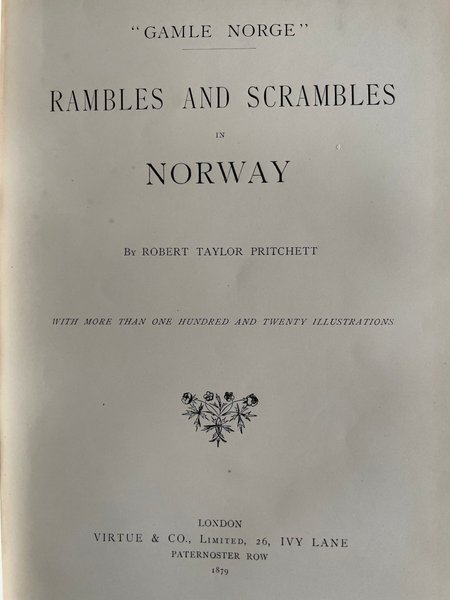 "GAMLE NORGE"
RAMBLES AND SCRAMBLES
IN
NORWAY
By ROBERT TAYLOR PRITCHETT
WITH MORE THAN ONE HUNDRED AND TWENTY ILLUSTRATIONS
LONDON
VIRTUE & CO., Limited, 26, IVY LANE
PATERNOSTER ROW
1879